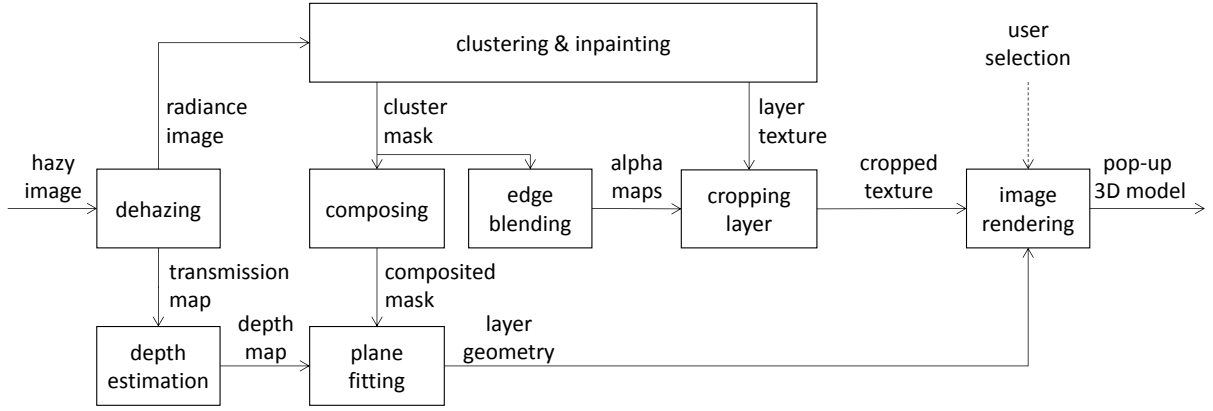 clustering & inpainting
user
selection
radiance
image
cluster
mask
layer
texture
hazy
image
dehazing
composing
edge
blending
alpha
maps
cropping
layer
cropped
texture
image
rendering
pop-up
3D model
transmission
map
composited
mask
depth
estimation
depth
map
plane
fitting
layer
geometry